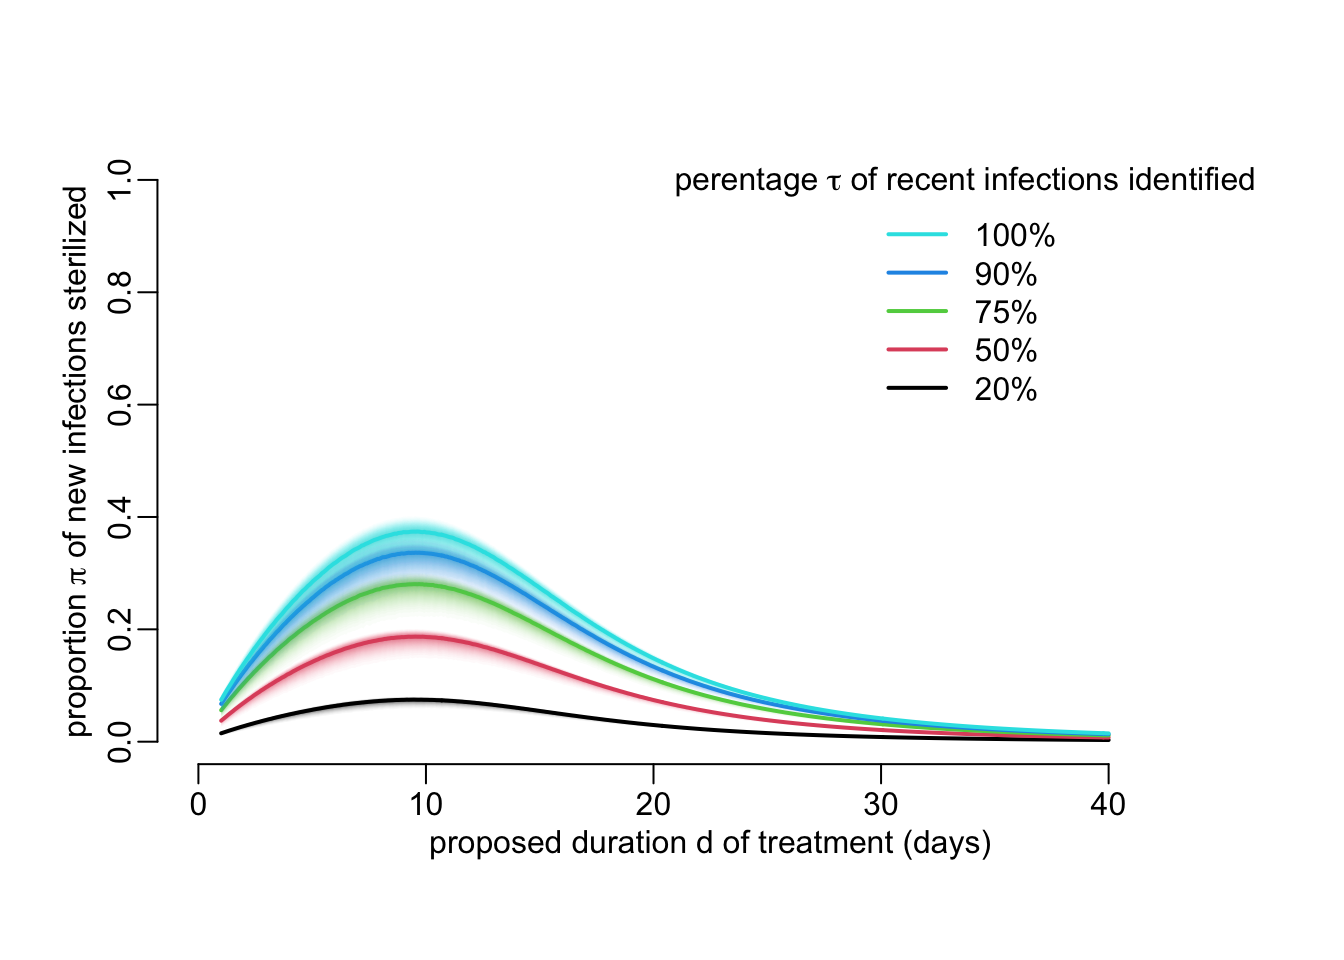 perentage τ of recent infections identified
100%
90%
75%
50%
20%
proportion π of new infections sterilized
1.0
0.8
0.6
0.4
0.2
0.0
0 10 20 30 40
proposed duration d of treatment (days)